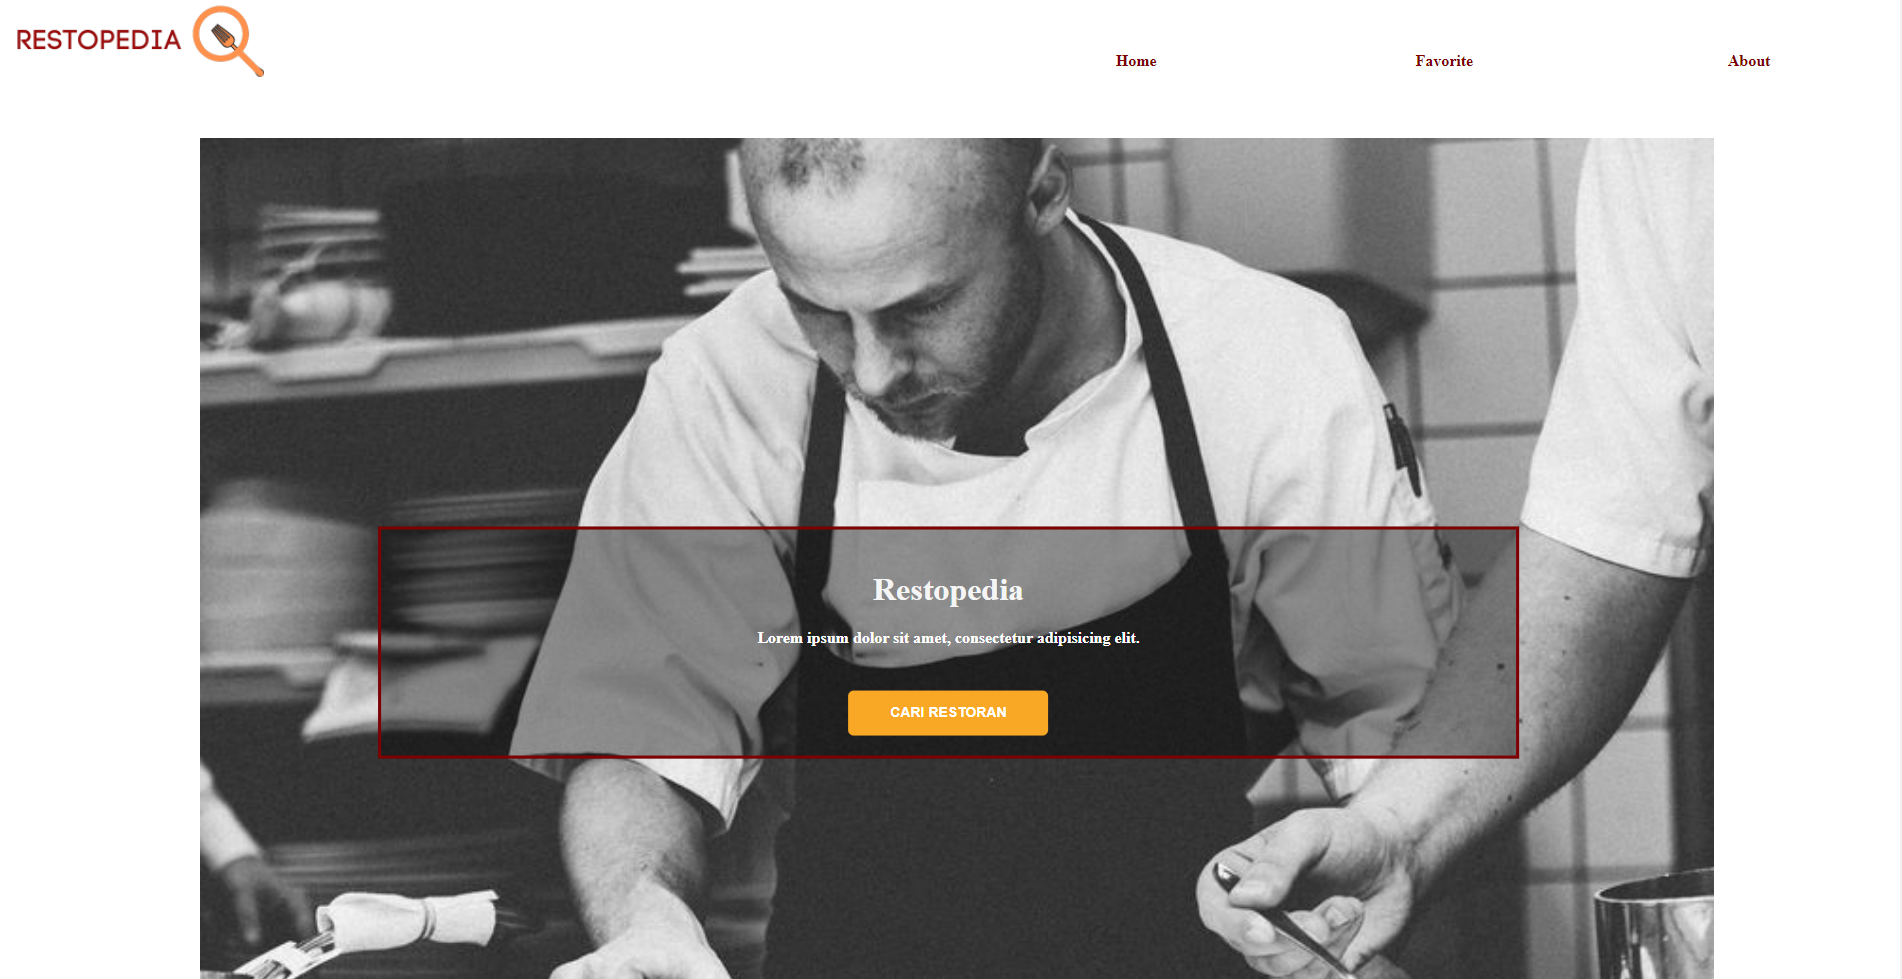 RESTOPEDIA
Home Favorite About
Restopedia
Lorem ipsum dolor sit amet, consectetur adipisicing elit.
CARI RESTORAN